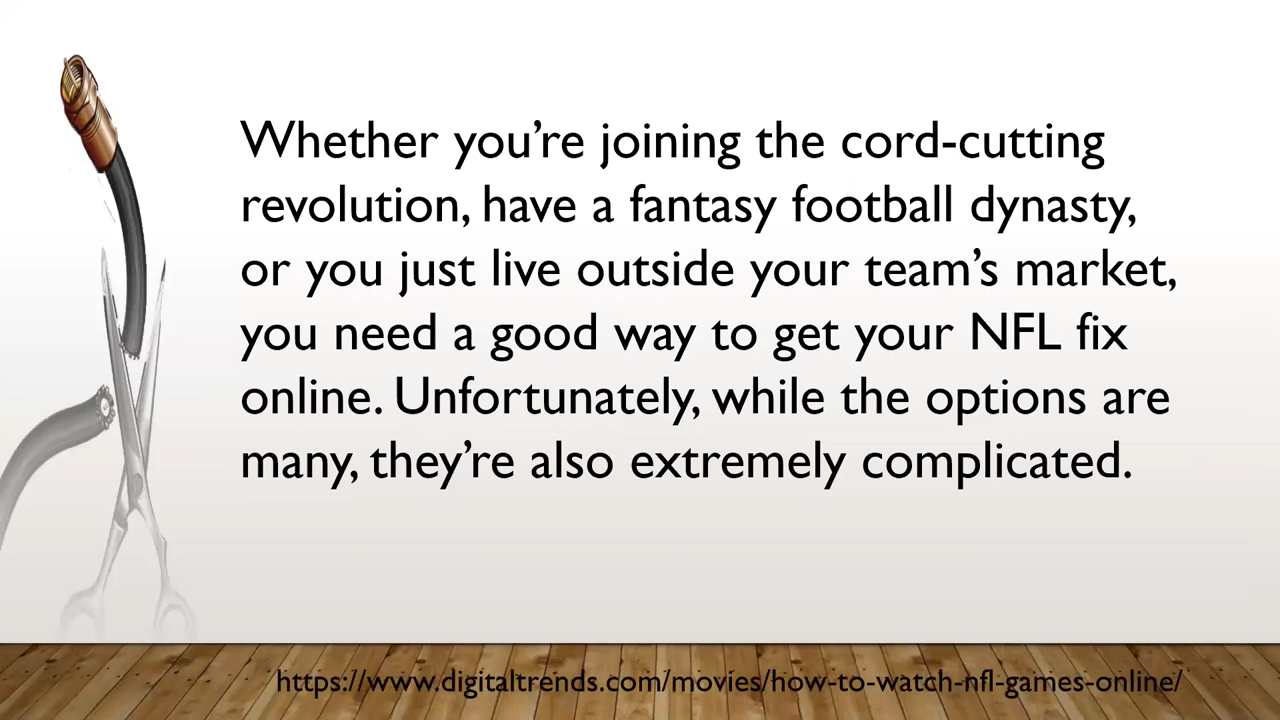 Whether you’re joining the cord-cutting
revolution, have a fantasy football dynasty,
or you just live outside your team’s market,
you need a good way to get your NFL fix
online. Unfortunately, while the options are
many, they’re also extremely complicated.
https://www.digitaltrends.com/movies/how-to-watch-nfl-games-online/